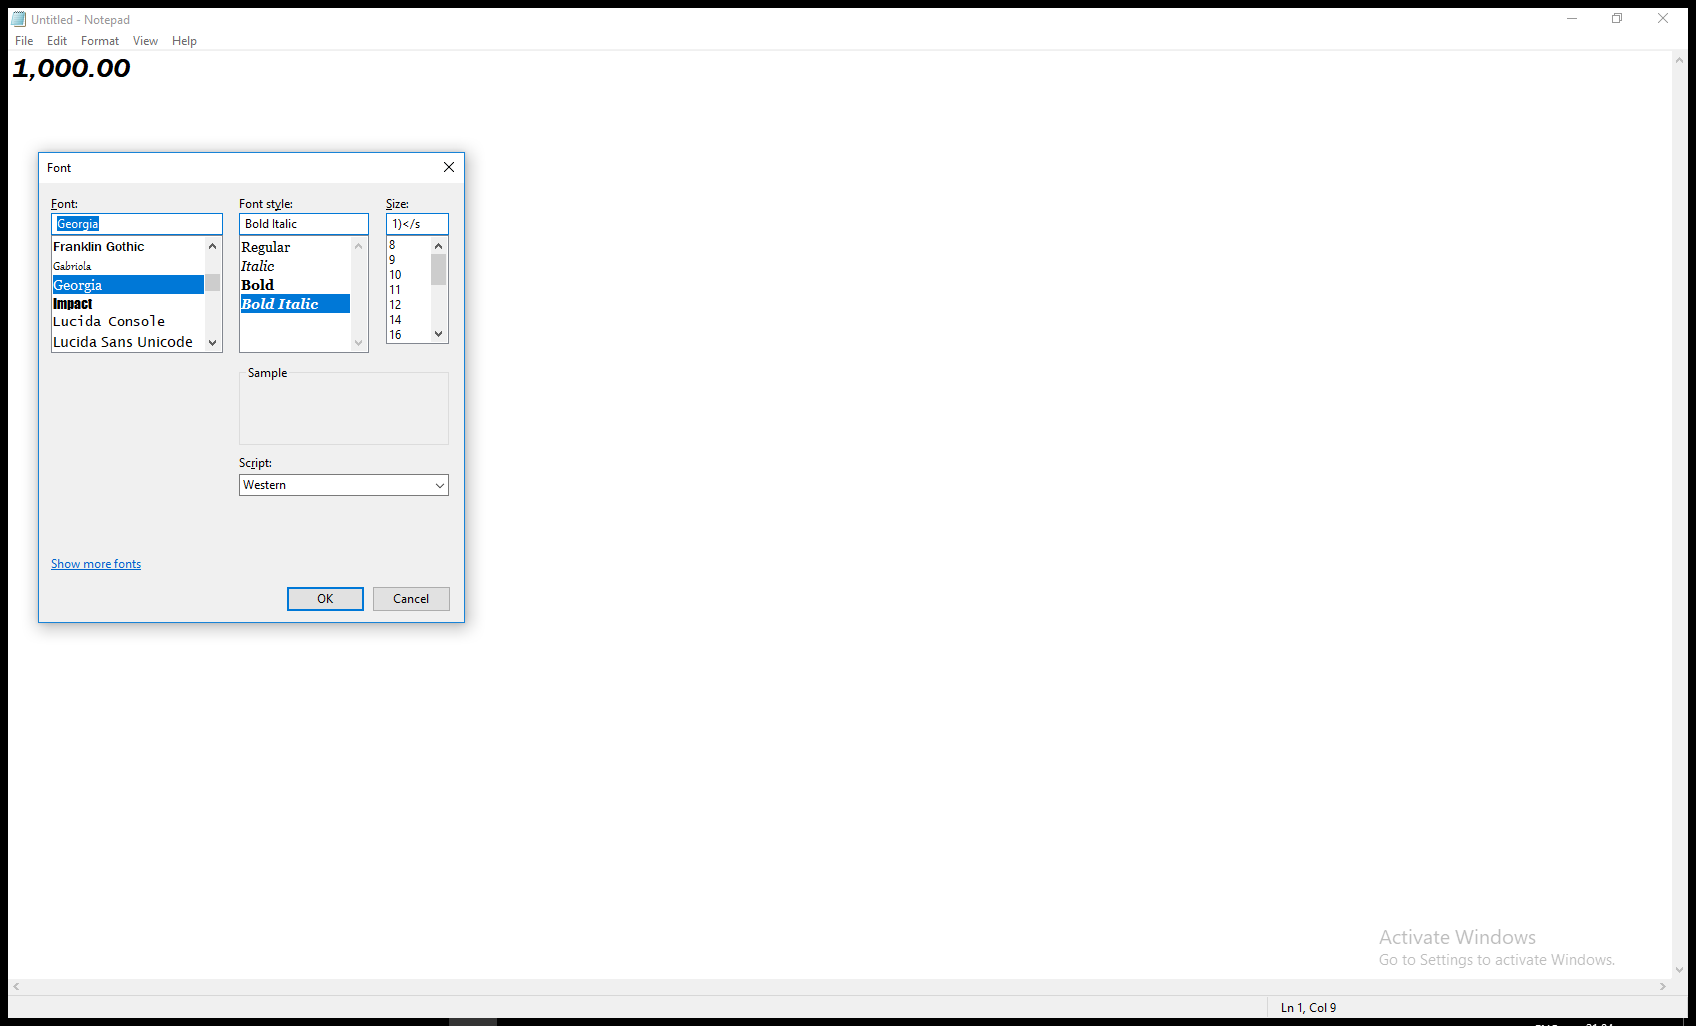 Untitled - Notepad
File Edit Format View Help
1,000.00
Font
Font: Font style: Size:
Georgia Bold Italic 1)</s
Franklin Gothic
Gabriola
Georgia
Impact
Lucida Console
Lucida Sans Unicode
Regular
Italic
Bold
Bold Italic
8
9
10
11
12
14
16
Sample
Script:
Western
Show more fonts
OK Cancel
Activate Windows
Go to Settings to activate Windows.
Ln 1, Col 9